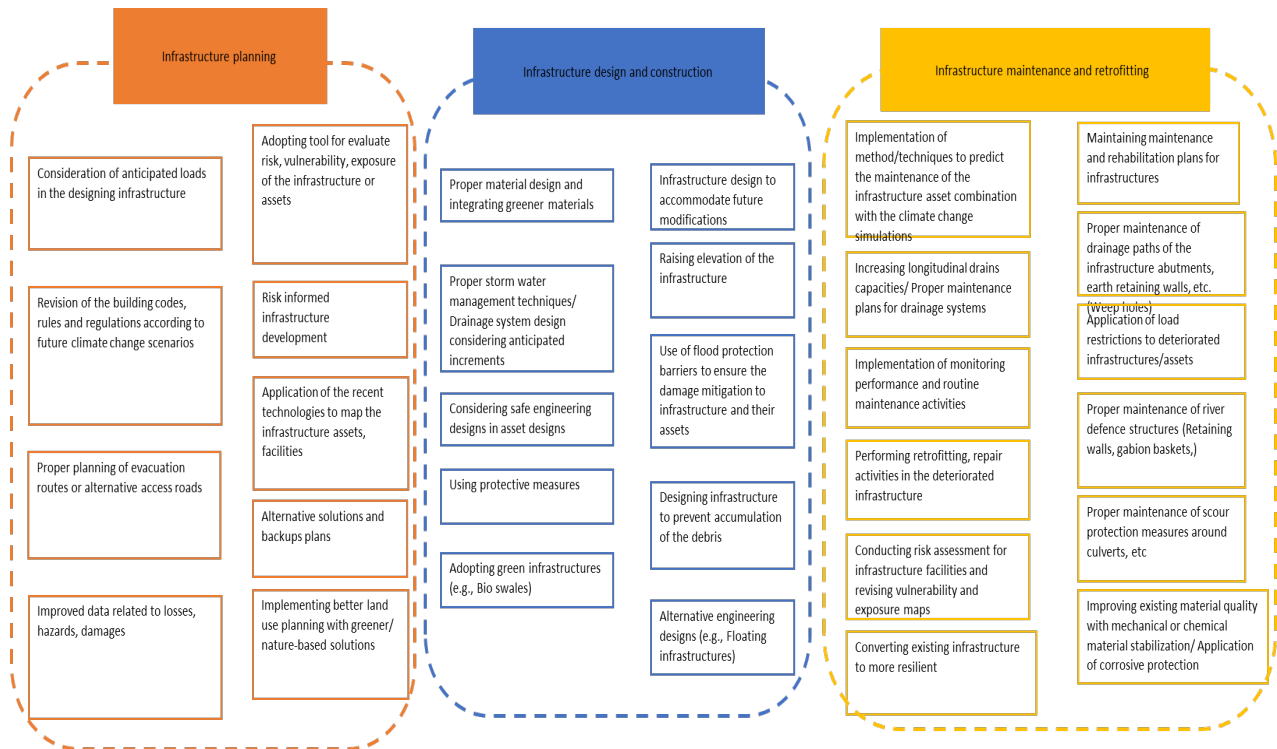 Infrastructure planning
Consideration of anticipated loads
in the designing infrastructure
Revision of the building codes,
rules and regulations according to
future climate change scenarios
Proper planning of evacuation
routes or alternative access roads
Improved data related to losses,
hazards, damages
Adopting tool for evaluate
risk, vulnerability, exposure
of the infrastructure or
assets
Risk informed
infrastructure
development
Application of the recent
technologies to map the
infrastructure assets,
facilities
Alternative solutions and
backups plans
Implementing better land
use planning with greener/
nature-based solutions
Infrastructure design and construction
Proper material design and
integrating greener materials
Proper storm water
management techniques/
Drainage system design
considering anticipated
increments
Considering safe engineering
designs in asset designs
Using protective measures
Adopting green infrastructures
(e.g., Bio swales)
Infrastructure design to
accommodate future
modifications
Raising elevation of the
infrastructure
Use of flood protection
barriers to ensure the
damage mitigation to
infrastructure and their
assets
Designing infrastructure
to prevent accumulation
of the debris
Alternative engineering
designs (e.g., Floating
infrastructures)
Infrastructure maintenance and retrofitting
Implementation of
method/techniques to predict
the maintenance of the
infrastructure asset combination
with the climate change
simulations
Increasing longitudinal drains
capacities/ Proper maintenance
plans for drainage systems
Implementation of monitoring
performance and routine
maintenance activities
Performing retrofitting, repair
activities in the deteriorated
infrastructure
Conducting risk assessment for
infrastructure facilities and
revising vulnerability and
exposure maps
Converting existing infrastructure
to more resilient
Maintaining maintenance
and rehabilitation plans for
infrastructures
Proper maintenance of
drainage paths of the
infrastructure abutments,
earth retaining walls, etc.
(Weep holes)
Application of load
restrictions to deteriorated
infrastructures/assets
Proper maintenance of river
defence structures (Retaining
walls, gabion baskets,)
Proper maintenance of scour
protection measures around
culverts, etc
Improving existing material quality
with mechanical or chemical
material stabilization/ Application
of corrosive protection